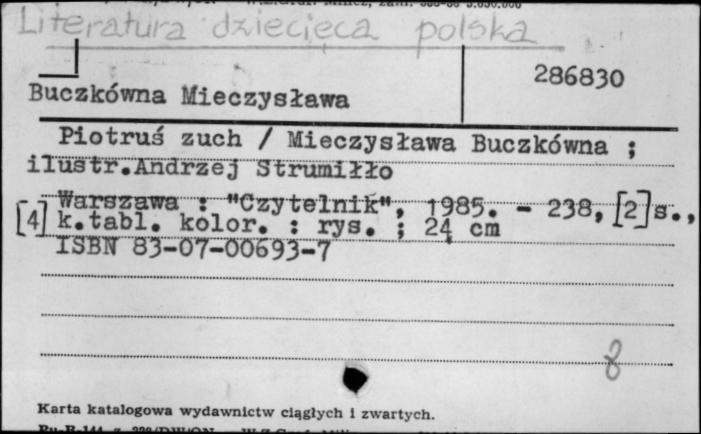 Literatura dziecięca polska
286830
Buczkówna Mieczysława
Piotruś zuch / Mieczysława Buczkówna ;
ilustr.Andrzej Strumiłło
Warszawa : "Czytelnik", 1985. - 238, [2]s.,
[4] k.tabl. kolor. : rys. ; 24 cm
ISBN 83-07-00693-7
8
Karta katalogowa wydawnictw ciągłych i zwartych.